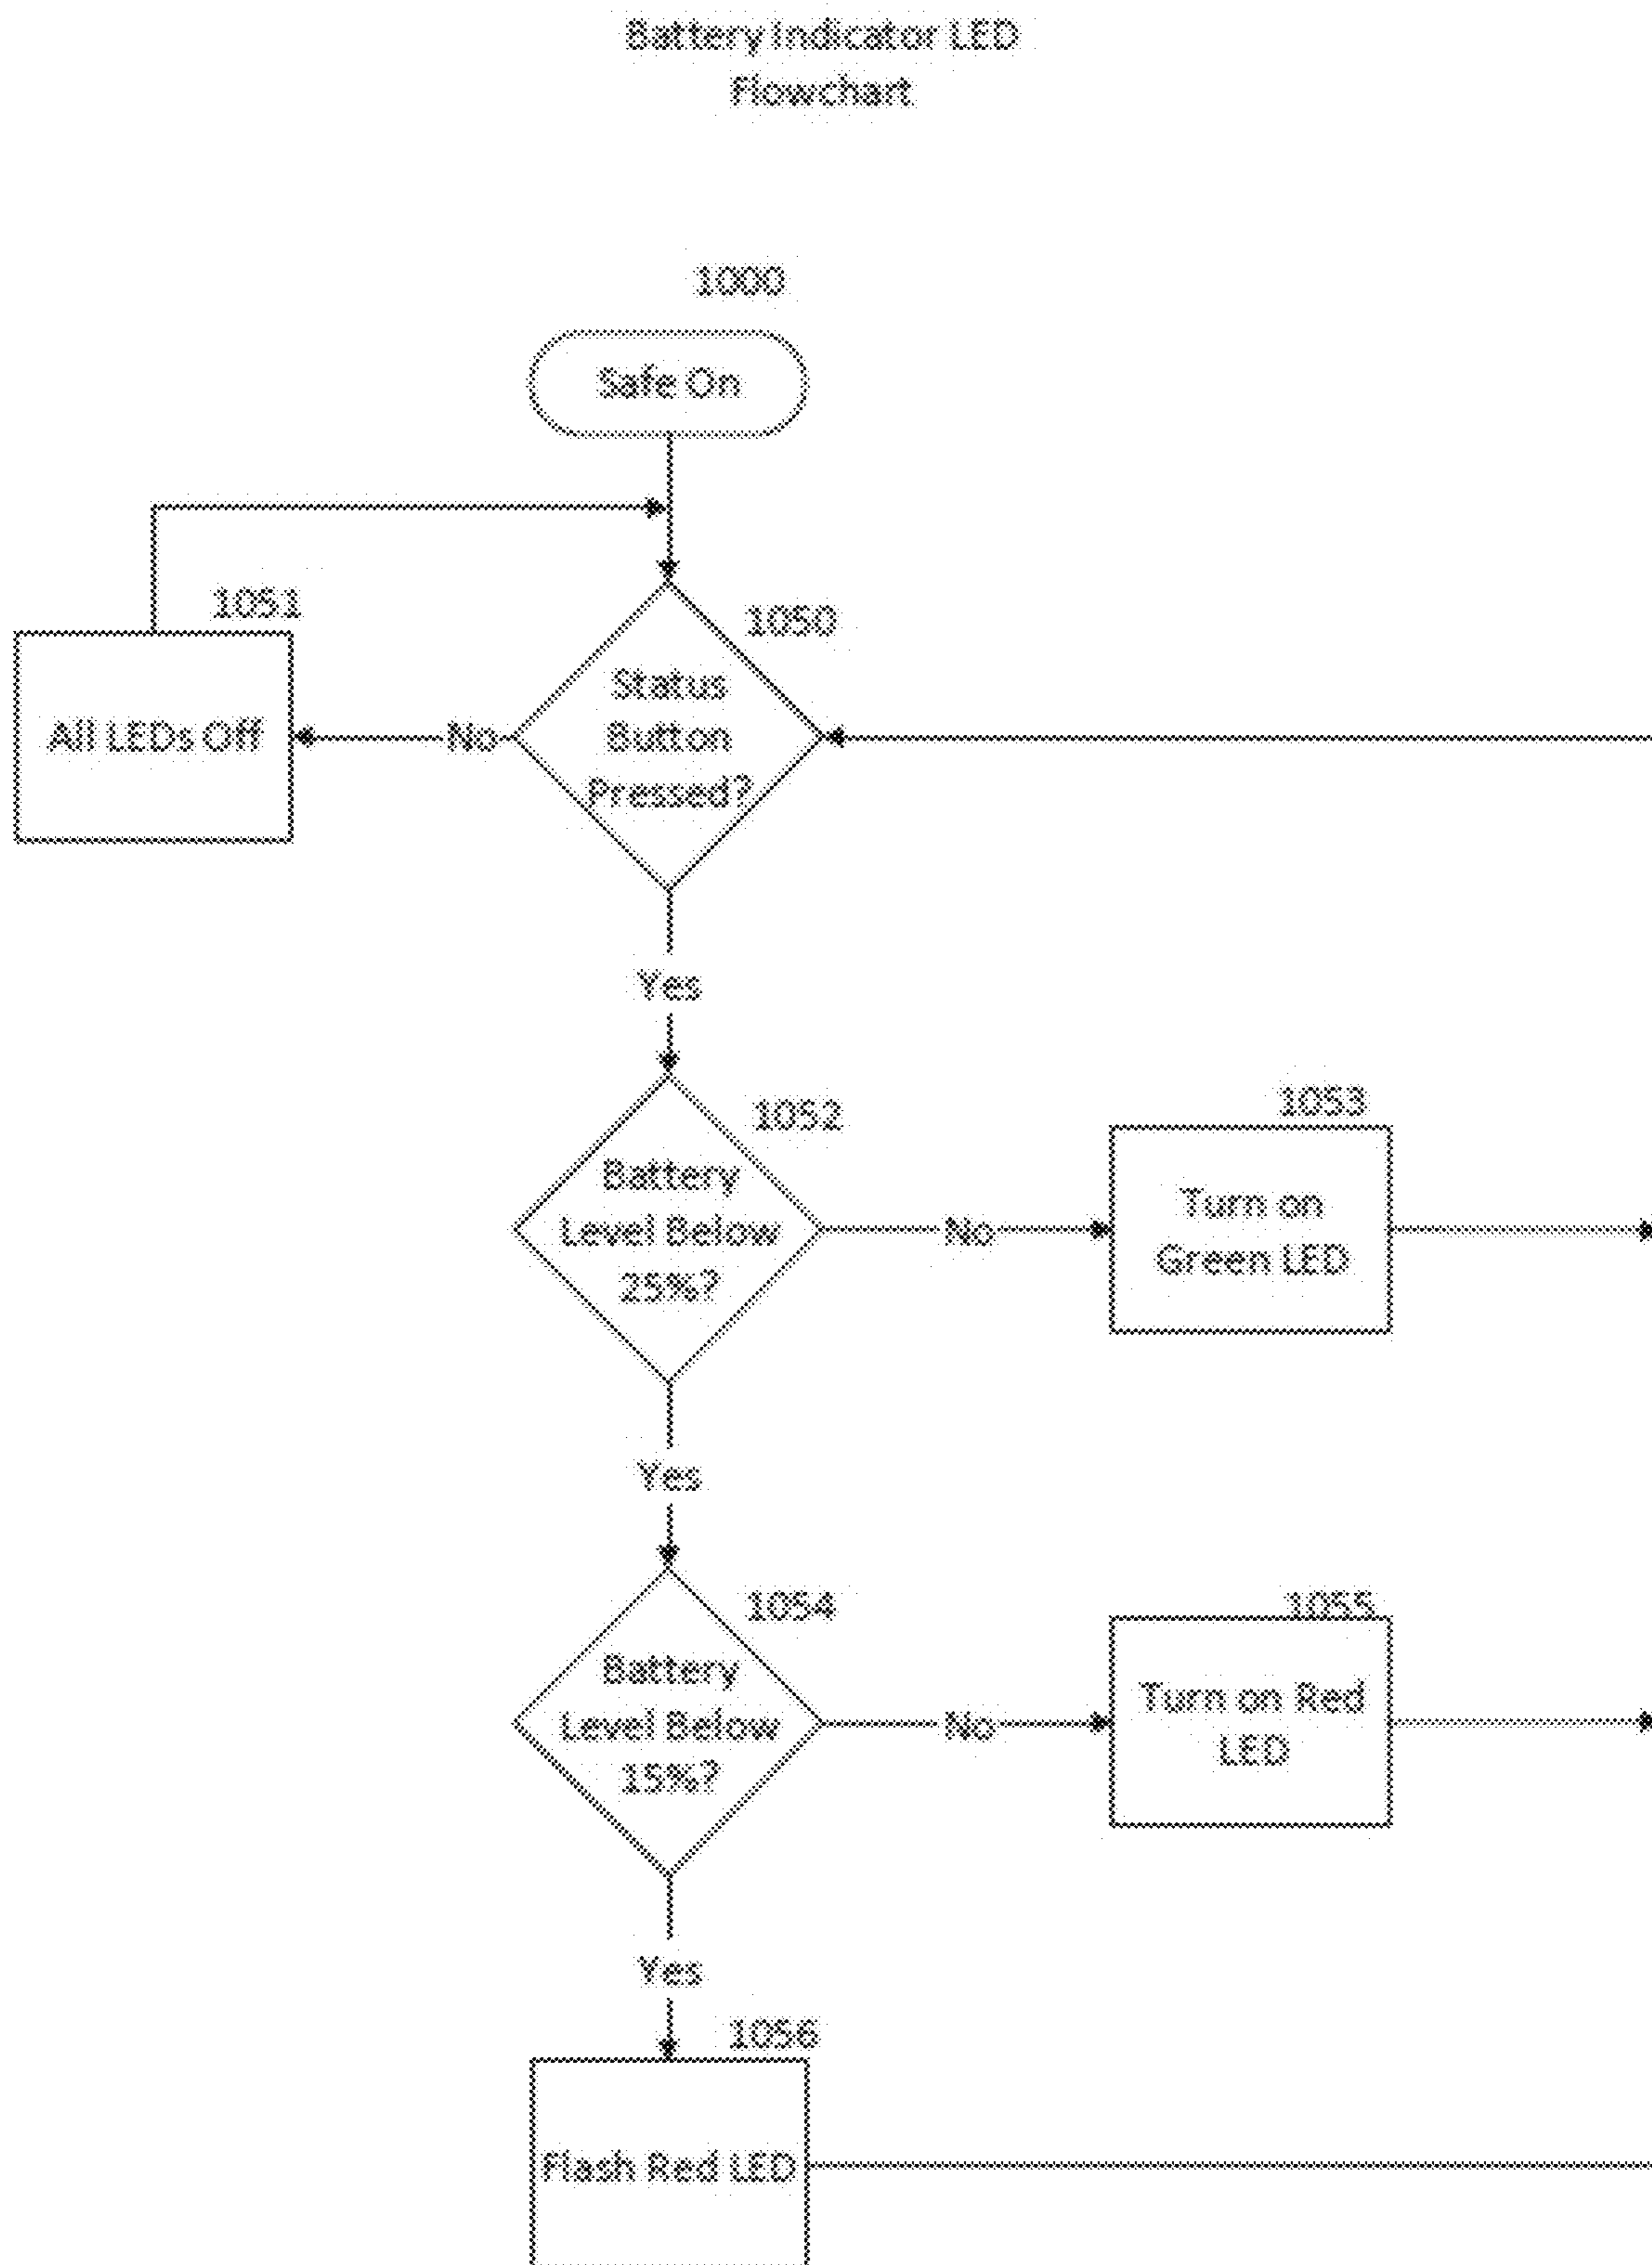 Battery Indicator LED
Flowchart
1000
Safe On
1051
1050
All LEDs Off
No
Status
Button
Pressed?
Yes
1052
1053
Battery
Level Below
25%?
No
Turn on
Green LED
Yes
1054
1055
Battery
Level Below
15%?
No
Turn on Red
LED
Yes
1056
Flash Red LED